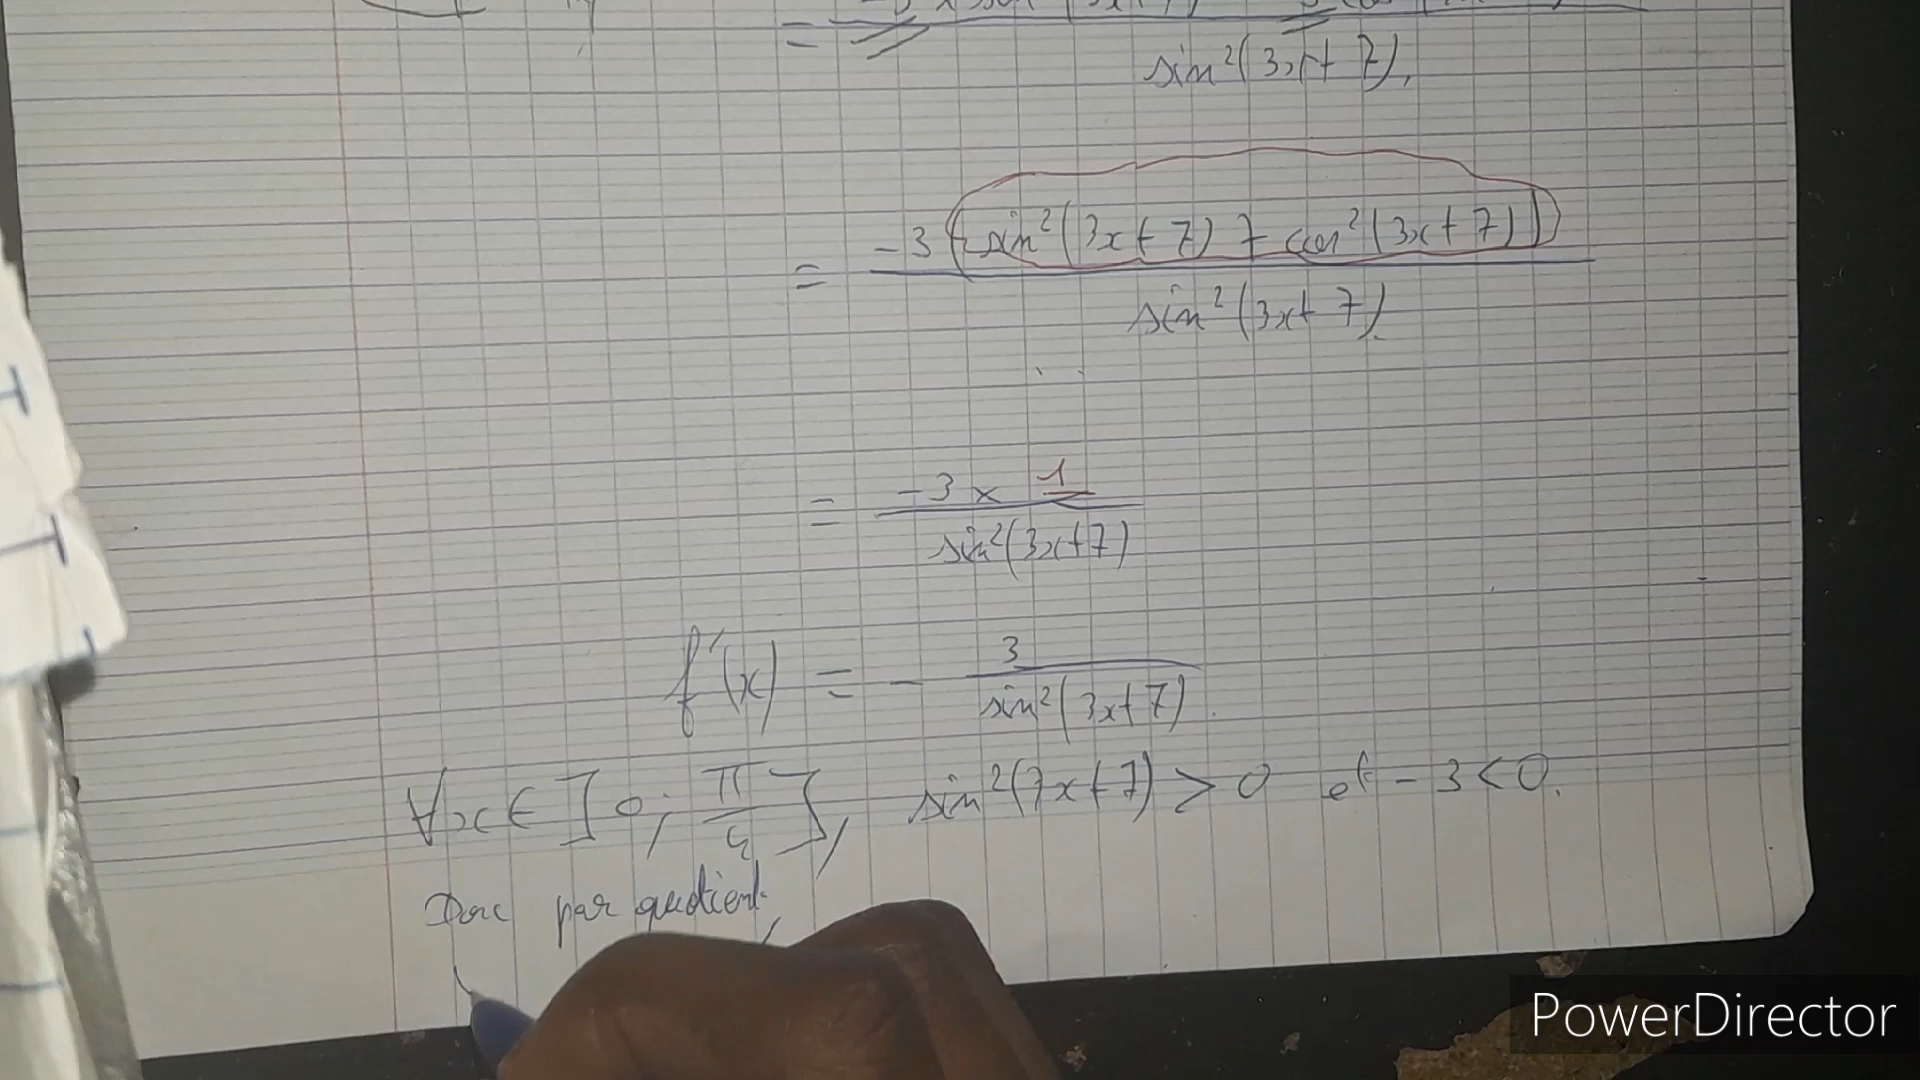 sin²(3x+7),
= -3(sin²(3x+7) + cos²(3x+7)) / sin²(3x+7).
= -3 × 1 / sin²(3x+7)
f'(x) = - 3 / sin²(3x+7).
∀x ∈ ]0; π/4], sin²(7x+7) > 0 et -3 < 0.
Donc par quotient,
PowerDirector